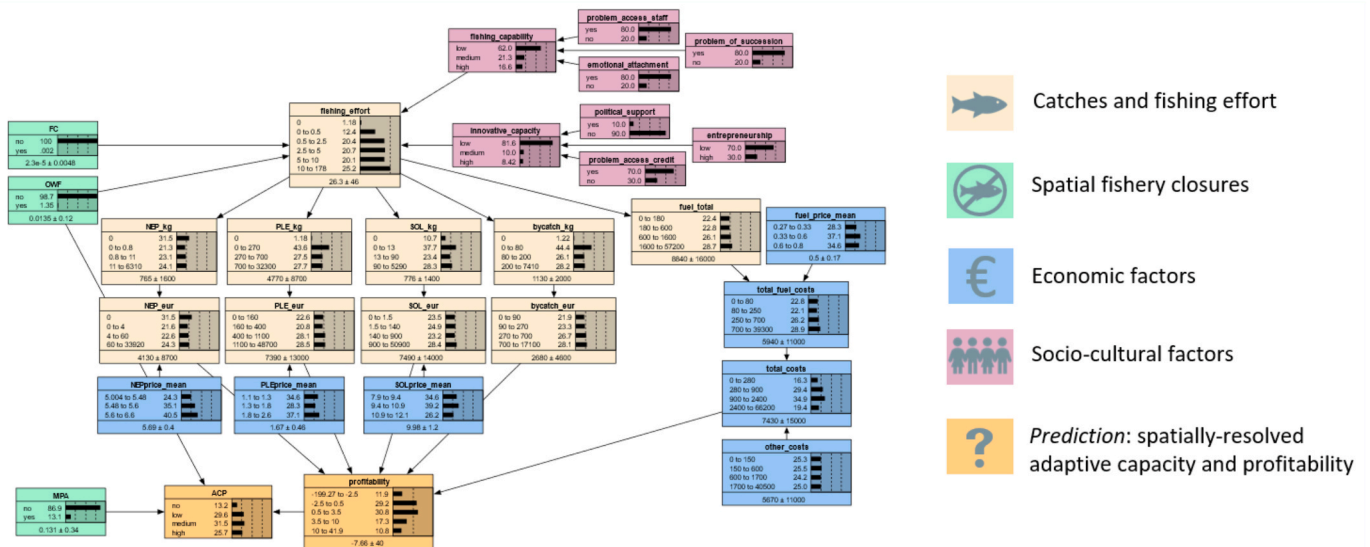 problem_access_staff
yes 80.0
no 20.0
fishing_capability
low 62.0
medium 21.3
high 16.6
problem_of_succession
yes 80.0
no 20.0
emotional_attachment
yes 80.0
no 20.0
fishing_effort
0 1.18
0 to 0.5 12.4
0.5 to 2.5 20.4
2.5 to 5 20.7
5 to 10 20.1
10 to 178 25.2
26.3 ± 46
political_support
yes 10.0
no 90.0
innovative_capacity
low 81.6
medium 10.0
high 8.42
entrepreneurship
low 70.0
high 30.0
problem_access_credit
yes 70.0
no 30.0
FC
no 100
yes .002
2.3e-5 ± 0.0048
OWF
no 98.7
yes 1.35
0.0135 ± 0.12
NEP_kg
0 31.5
0 to 0.8 21.3
0.8 to 11 23.1
11 to 6310 24.1
765 ± 1600
PLE_kg
0 1.18
0 to 270 43.6
270 to 700 27.5
700 to 32300 27.7
4770 ± 8700
SOL_kg
0 10.7
0 to 13 37.7
13 to 90 23.4
90 to 5290 28.3
776 ± 1400
bycatch_kg
0 1.22
0 to 80 44.4
80 to 200 26.1
200 to 7410 28.2
1130 ± 2000
fuel_total
0 to 180 22.4
180 to 600 22.8
600 to 1600 26.1
1600 to 57200 28.7
8840 ± 16000
fuel_price_mean
0.27 to 0.33 28.3
0.33 to 0.6 37.1
0.6 to 0.8 34.6
0.5 ± 0.17
NEP_eur
0 31.5
0 to 4 21.6
4 to 60 22.6
60 to 33920 24.3
4130 ± 8700
PLE_eur
0 to 160 22.6
160 to 400 20.8
400 to 1100 28.1
1100 to 48700 28.5
7390 ± 13000
SOL_eur
0 to 1.5 23.5
1.5 to 140 24.9
140 to 900 23.2
900 to 50900 28.4
7490 ± 14000
bycatch_eur
0 to 90 21.9
90 to 270 23.3
270 to 700 26.7
700 to 17100 28.1
2680 ± 4600
total_fuel_costs
0 to 80 22.8
80 to 250 22.1
250 to 700 26.2
700 to 39300 28.9
5940 ± 11000
NEPprice_mean
5.004 to 5.48 24.3
5.48 to 5.6 35.1
5.6 to 6.6 40.5
5.69 ± 0.4
PLEprice_mean
1.1 to 1.3 34.6
1.3 to 1.8 28.3
1.8 to 2.6 37.1
1.67 ± 0.46
SOLprice_mean
7.9 to 9.4 34.6
9.4 to 10.9 39.2
10.9 to 12.1 26.2
9.98 ± 1.2
total_costs
0 to 280 16.3
280 to 900 29.4
900 to 2400 34.9
2400 to 66200 19.4
7430 ± 15000
other_costs
0 to 150 25.3
150 to 600 25.5
600 to 1700 24.2
1700 to 40500 25.0
5670 ± 11000
MPA
no 86.9
yes 13.1
0.131 ± 0.34
ACP
no 13.2
low 29.6
medium 31.5
high 25.7
profitability
-199.27 to -2.5 11.9
-2.5 to 0.5 29.2
0.5 to 3.5 30.8
3.5 to 10 17.3
10 to 41.9 10.8
-7.66 ± 40
Catches and fishing effort
Spatial fishery closures
€
Economic factors
Socio-cultural factors
?
Prediction: spatially-resolved
adaptive capacity and profitability